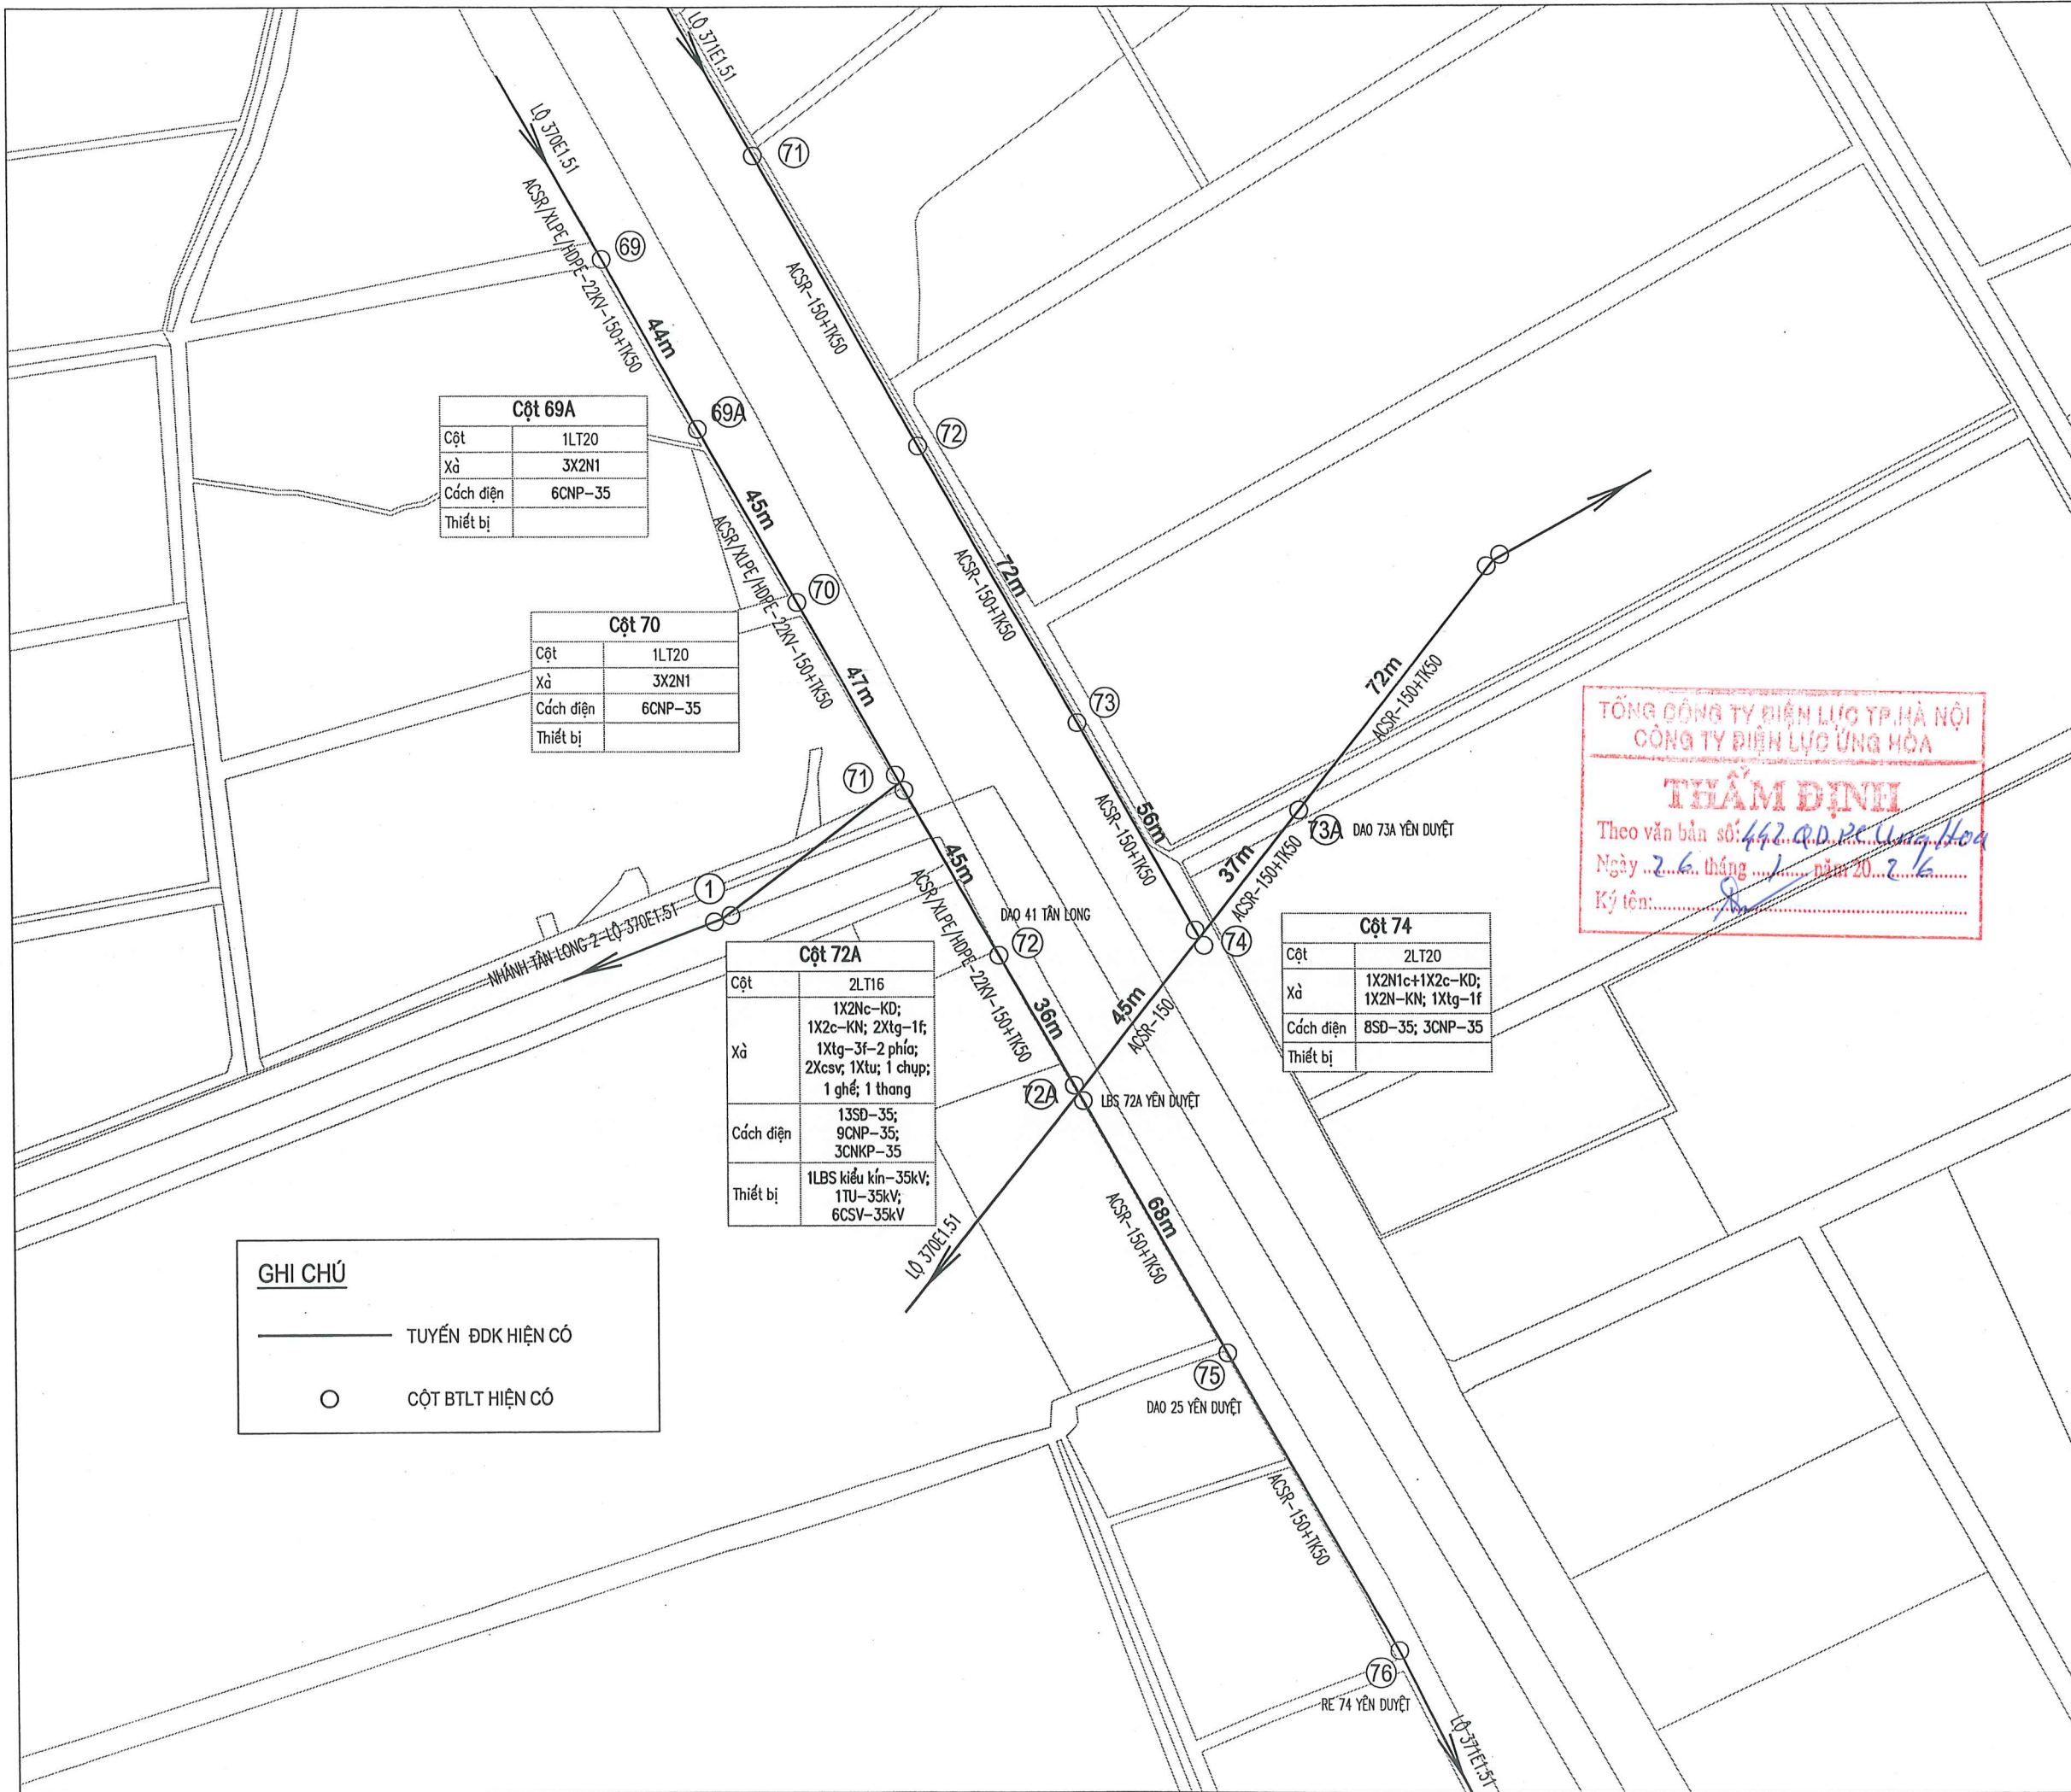 LỘ 371E1.51
LỘ 370E1.51
71
69
ACSR/XLPE/HDPE-22KV-150+TK50
ACSR-150+TK50
44m
Cột 69A
Cột 1LT20
Xà 3X2N1
Cách điện 6CNP-35
Thiết bị
69A
72
45m
ACSR/XLPE/HDPE-22KV-150+TK50
70
72m
ACSR-150+TK50
Cột 70
Cột 1LT20
Xà 3X2N1
Cách điện 6CNP-35
Thiết bị
47m
72m
ACSR-150+TK50
73
71
56m
ACSR-150+TK50
73A
DAO 73A YÊN DUYỆT
37m
ACSR-150+TK50
TỔNG CÔNG TY ĐIỆN LỰC TP.HÀ NỘI
CÔNG TY ĐIỆN LỰC ỨNG HÒA
THẨM ĐỊNH
Theo văn bản số: 492 QD.PC Ung Hoa
Ngày 26 tháng 1 năm 2026
Ký tên:
45m
ACSR/XLPE/HDPE-22KV-150+TK50
1
NHÁNH TÂN LONG 2-LỘ 370E1.51
DAO 41 TÂN LONG
72
74
Cột 74
Cột 2LT20
Xà 1X2N1c+1X2c-KD;
1X2N-KN; 1Xtg-1f
Cách điện 8SĐ-35; 3CNP-35
Thiết bị
Cột 72A
Cột 2LT16
Xà 1X2Nc-KD;
1X2c-KN; 2Xtg-1f;
1Xtg-3f-2 phía;
2Xcsv; 1Xtu; 1 chụp;
1 ghế; 1 thang
Cách điện 13SĐ-35;
9CNP-35;
3CNKP-35
Thiết bị 1LBS kiểu kín-35kV;
1TU-35kV;
6CSV-35kV
36m
45m
ACSR-150
72A
LBS 72A YÊN DUYỆT
68m
ACSR-150+TK50
LỘ 370E1.51
GHI CHÚ
TUYẾN ĐDK HIỆN CÓ
CỘT BTLT HIỆN CÓ
75
DAO 25 YÊN DUYỆT
ACSR-150+TK50
76
RE 74 YÊN DUYỆT
LỘ 371E1.51